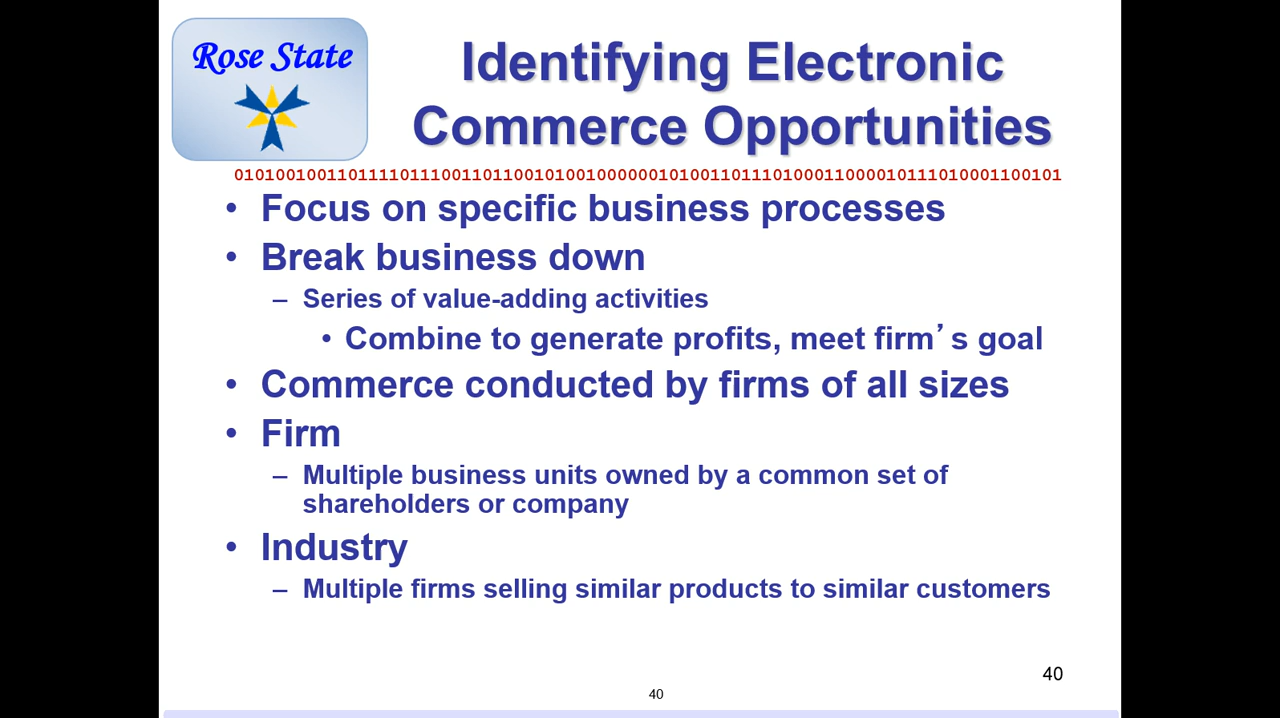 Rose State
Identifying Electronic
Commerce Opportunities
01010010011011110111001101100101001000000101001101110100011000010111010001100101
• Focus on specific business processes
• Break business down
– Series of value-adding activities
• Combine to generate profits, meet firm’s goal
• Commerce conducted by firms of all sizes
• Firm
– Multiple business units owned by a common set of
shareholders or company
• Industry
– Multiple firms selling similar products to similar customers
40
40